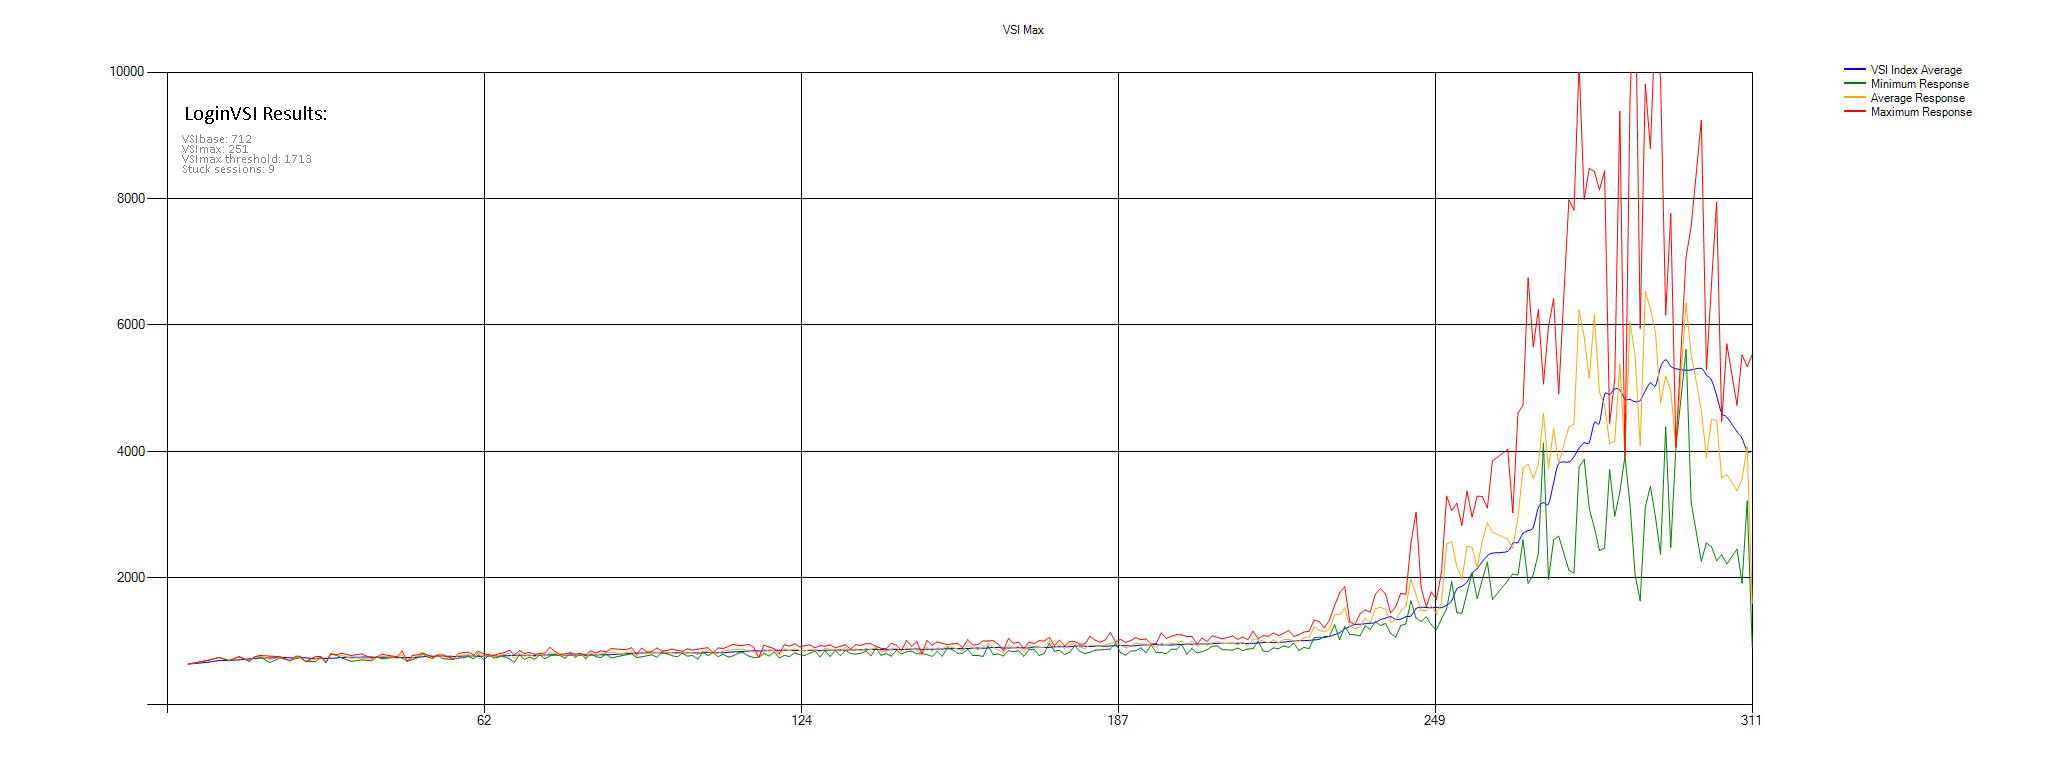 VSI Max
10000
8000
6000
4000
2000
LoginVSI Results:
VSIbase: 712
VSImax: 251
VSImax threshold: 1713
Stuck sessions: 9
VSI Index Average
Minimum Response
Average Response
Maximum Response
62
124
187
249
311